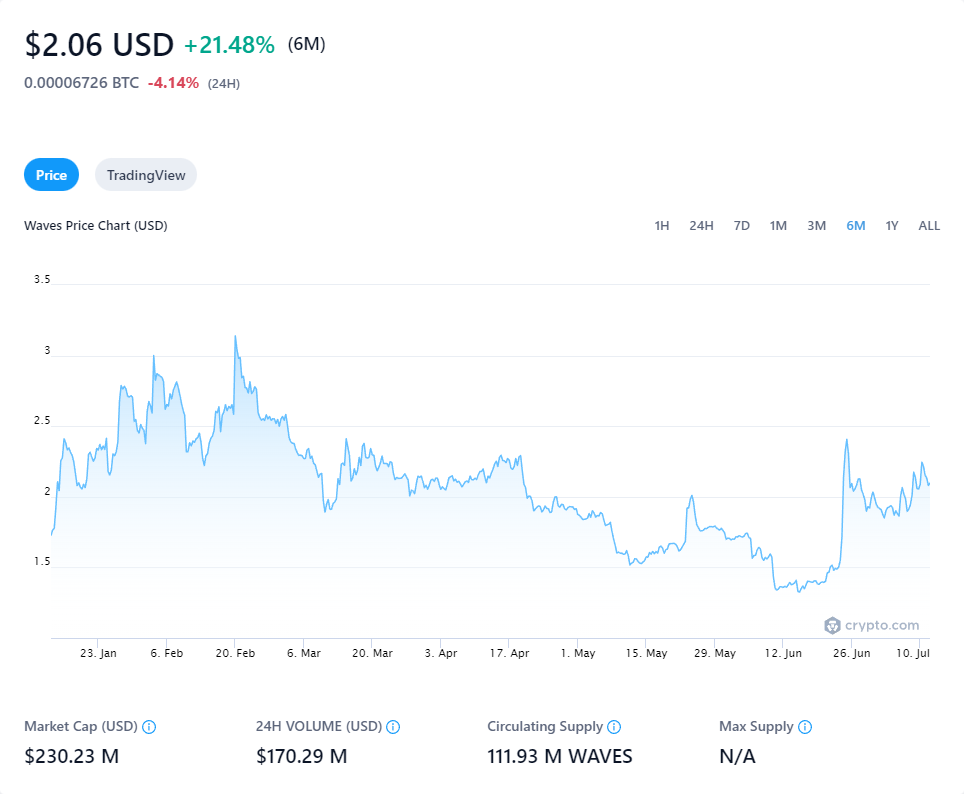 $2.06 USD +21.48% (6M)
0.00006726 BTC -4.14% (24H)
Price TradingView
Waves Price Chart (USD) 1H 24H 7D 1M 3M 6M 1Y ALL
3.5
3
2.5
2
1.5
crypto.com
23. Jan 6. Feb 20. Feb 6. Mar 20. Mar 3. Apr 17. Apr 1. May 15. May 29. May 12. Jun 26. Jun 10. Jul
Market Cap (USD) 24H VOLUME (USD) Circulating Supply Max Supply
$230.23 M $170.29 M 111.93 M WAVES N/A